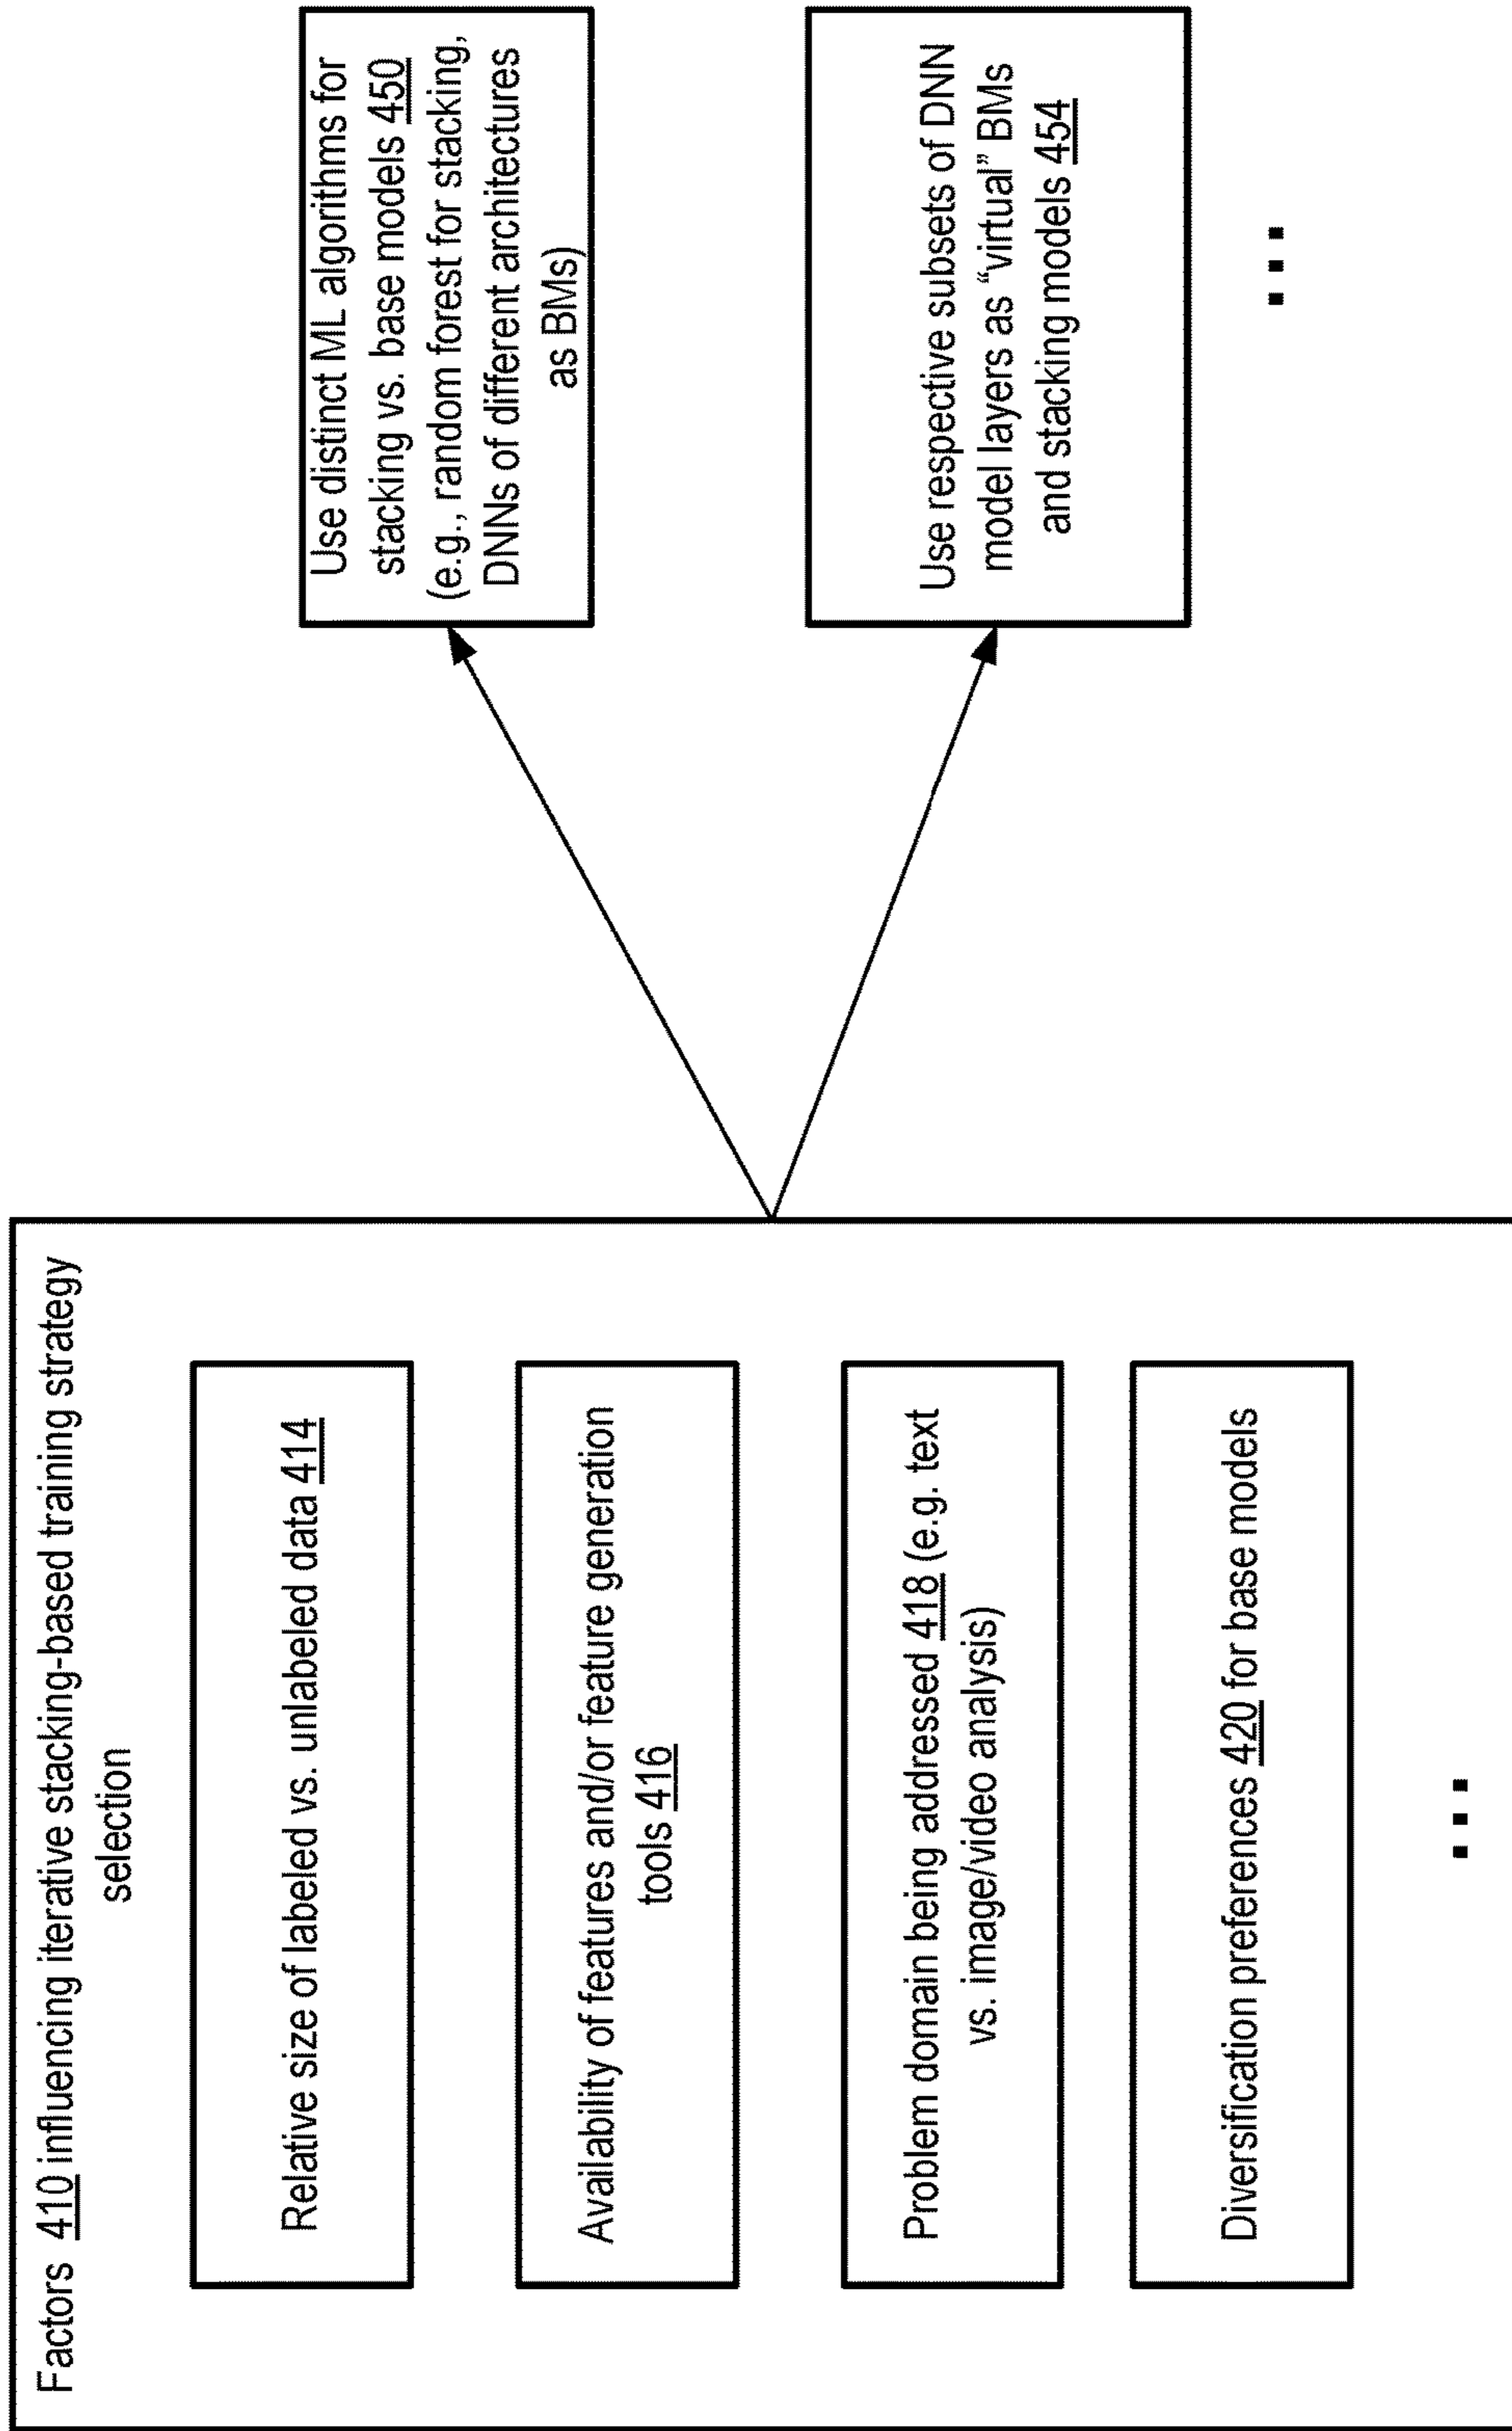 Factors 410 influencing iterative stacking-based training strategy
selection
Relative size of labeled vs. unlabeled data 414
Availability of features and/or feature generation
tools 416
Problem domain being addressed 418 (e.g. text
vs. image/video analysis)
Diversification preferences 420 for base models
...
Use distinct ML algorithms for
stacking vs. base models 450
(e.g., random forest for stacking,
DNNs of different architectures
as BMs)
Use respective subsets of DNN
model layers as “virtual” BMs
and stacking models 454
...